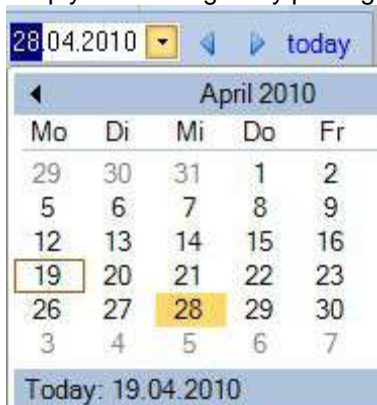 28.04.2010 today
April 2010
Mo Di Mi Do Fr
29 30 31 1 2
5 6 7 8 9
12 13 14 15 16
19 20 21 22 23
26 27 28 29 30
3 4 5 6 7
Today: 19.04.2010